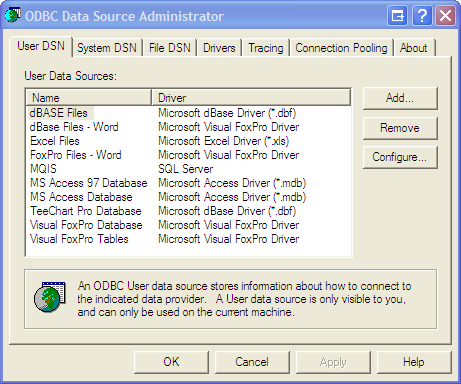 ODBC Data Source Administrator
User DSN System DSN File DSN Drivers Tracing Connection Pooling About
User Data Sources:
Name Driver
dBASE Files Microsoft dBase Driver (*.dbf)
dBase Files - Word Microsoft Visual FoxPro Driver
Excel Files Microsoft Excel Driver (*.xls)
FoxPro Files - Word Microsoft Visual FoxPro Driver
MQIS SQL Server
MS Access 97 Database Microsoft Access Driver (*.mdb)
MS Access Database Microsoft Access Driver (*.mdb)
TeeChart Pro Database Microsoft dBase Driver (*.dbf)
Visual FoxPro Database Microsoft Visual FoxPro Driver
Visual FoxPro Tables Microsoft Visual FoxPro Driver
Add...
Remove
Configure...
An ODBC User data source stores information about how to connect to
the indicated data provider. A User data source is only visible to you,
and can only be used on the current machine.
OK Cancel Apply Help